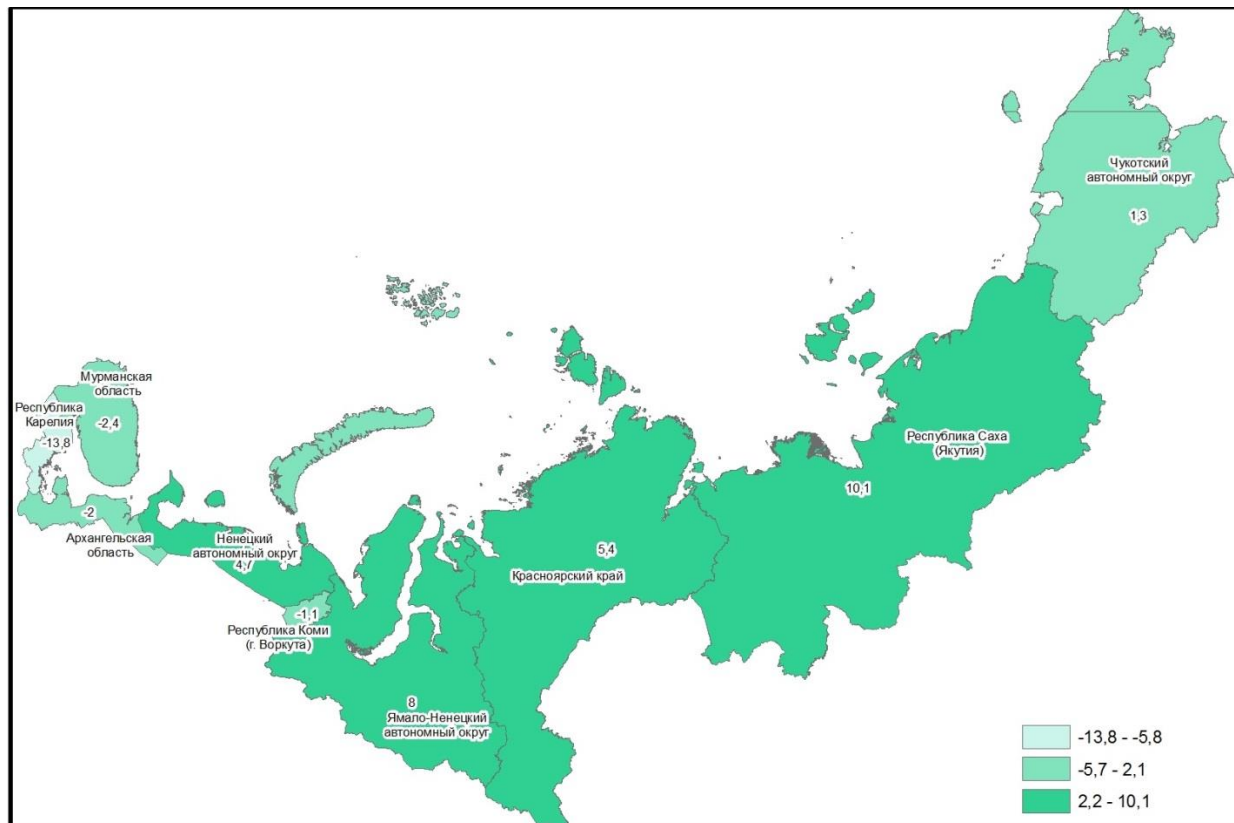 Чукотский
автономный округ
1,3
Мурманская
область
-2,4
Республика
Карелия
-13,8
Республика Саха
(Якутия)
10,1
-2
Архангельская
область
Ненецкий
автономный округ
4,7
5,4
Красноярский край
-1,1
Республика Коми
(г. Воркута)
8
Ямало-Ненецкий
автономный округ
-13,8 - -5,8
-5,7 - 2,1
2,2 - 10,1